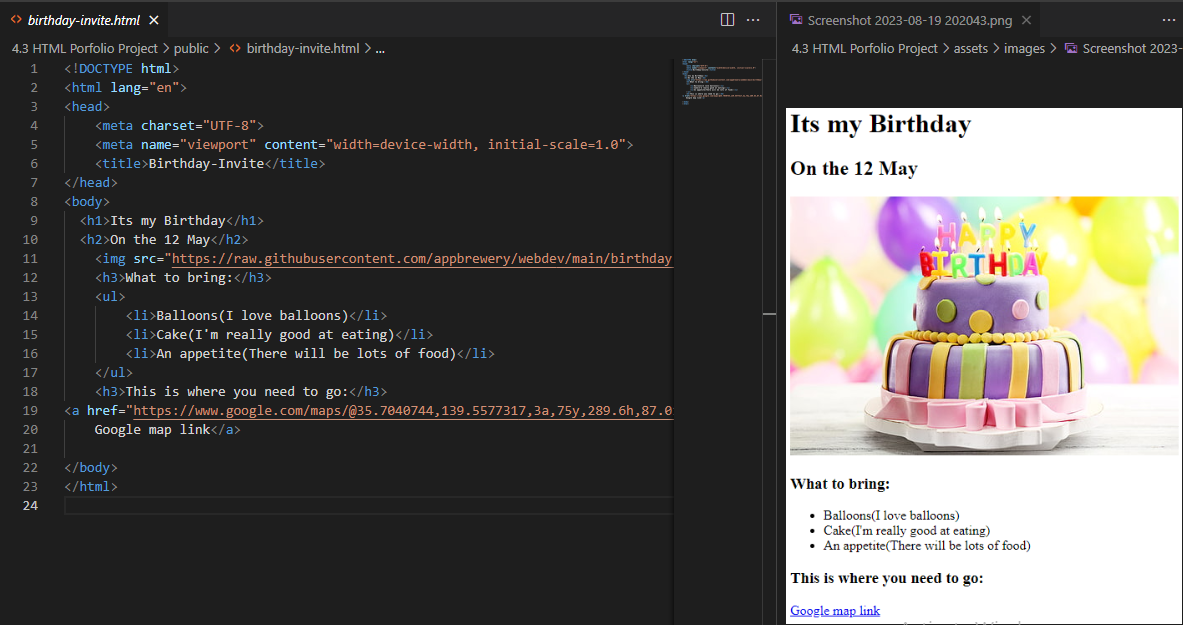 birthday-invite.html
4.3 HTML Porfolio Project > public > <> birthday-invite.html > ...
1 <!DOCTYPE html>
2 <html lang="en">
3 <head>
4 <meta charset="UTF-8">
5 <meta name="viewport" content="width=device-width, initial-scale=1.0">
6 <title>Birthday-Invite</title>
7 </head>
8 <body>
9 <h1>Its my Birthday</h1>
10 <h2>On the 12 May</h2>
11 <img src="https://raw.githubusercontent.com/appbrewery/webdev/main/birthday
12 <h3>What to bring:</h3>
13 <ul>
14 <li>Balloons(I love balloons)</li>
15 <li>Cake(I'm really good at eating)</li>
16 <li>An appetite(There will be lots of food)</li>
17 </ul>
18 <h3>This is where you need to go:</h3>
19 <a href="https://www.google.com/maps/@35.7040744,139.5577317,3a,75y,289.6h,87.0
20 Google map link</a>
21
22 </body>
23 </html>
24
Screenshot 2023-08-19 202043.png
4.3 HTML Porfolio Project > assets > images > Screenshot 2023-
Its my Birthday
On the 12 May
HAPPY
BIRTHDAY
What to bring:
• Balloons(I love balloons)
• Cake(I'm really good at eating)
• An appetite(There will be lots of food)
This is where you need to go:
Google map link